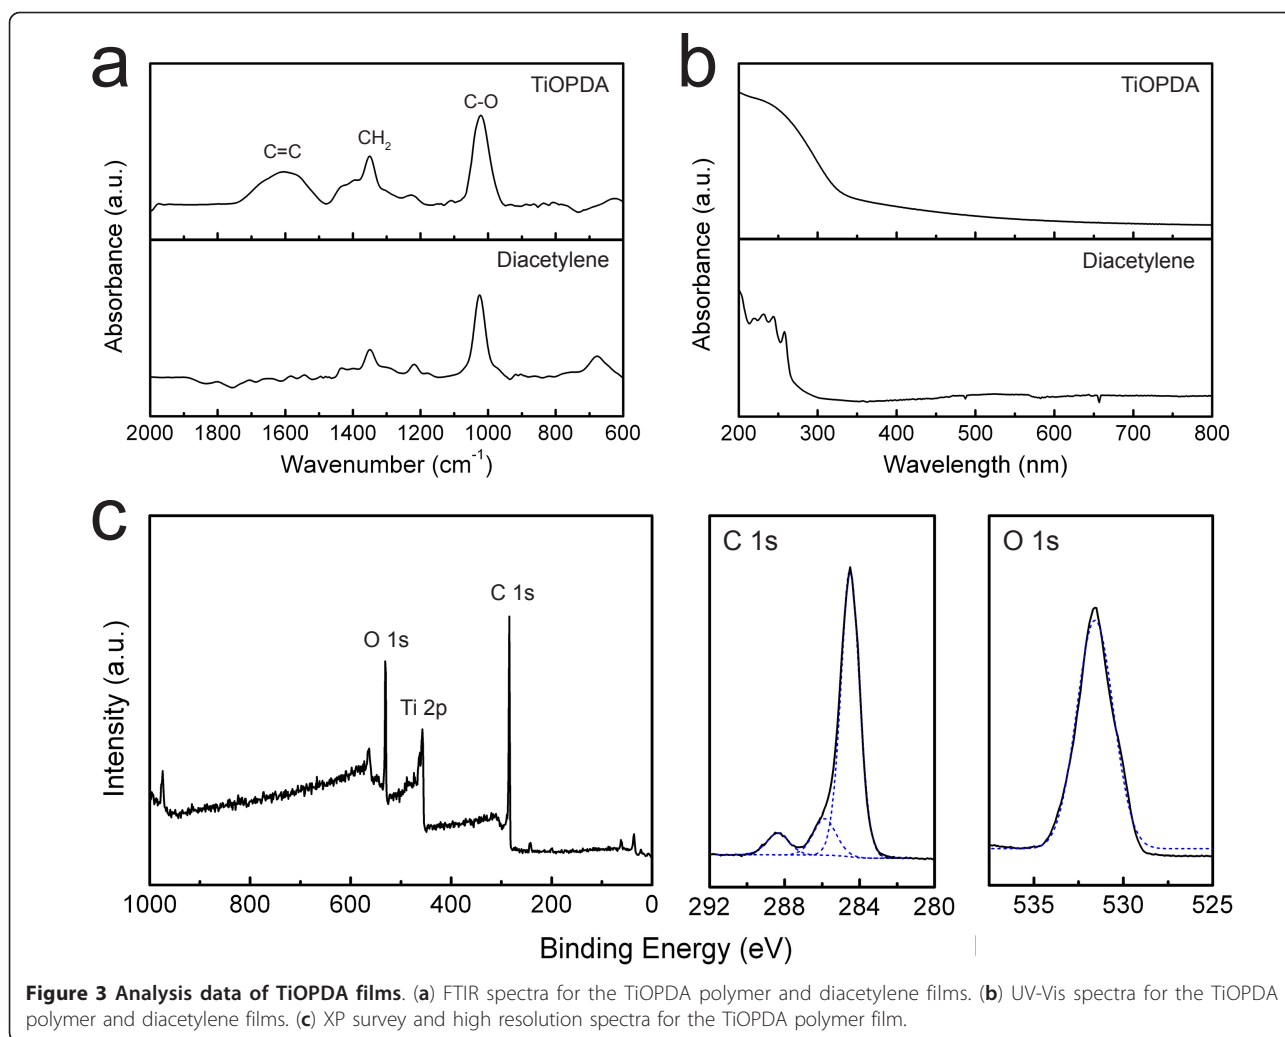 a
TiOPDA
C-O
CH2
C=C
Diacetylene
Absorbance (a.u.)
2000 1800 1600 1400 1200 1000 800 600
Wavenumber (cm-1)
b
TiOPDA
Diacetylene
Absorbance (a.u.)
200 300 400 500 600 700 800
Wavelength (nm)
c
C 1s
O 1s
Ti 2p
Intensity (a.u.)
1000 800 600 400 200 0
C 1s
292 288 284 280
O 1s
535 530 525
Binding Energy (eV)
Figure 3 Analysis data of TiOPDA films. (a) FTIR spectra for the TiOPDA polymer and diacetylene films. (b) UV-Vis spectra for the TiOPDA
polymer and diacetylene films. (c) XP survey and high resolution spectra for the TiOPDA polymer film.